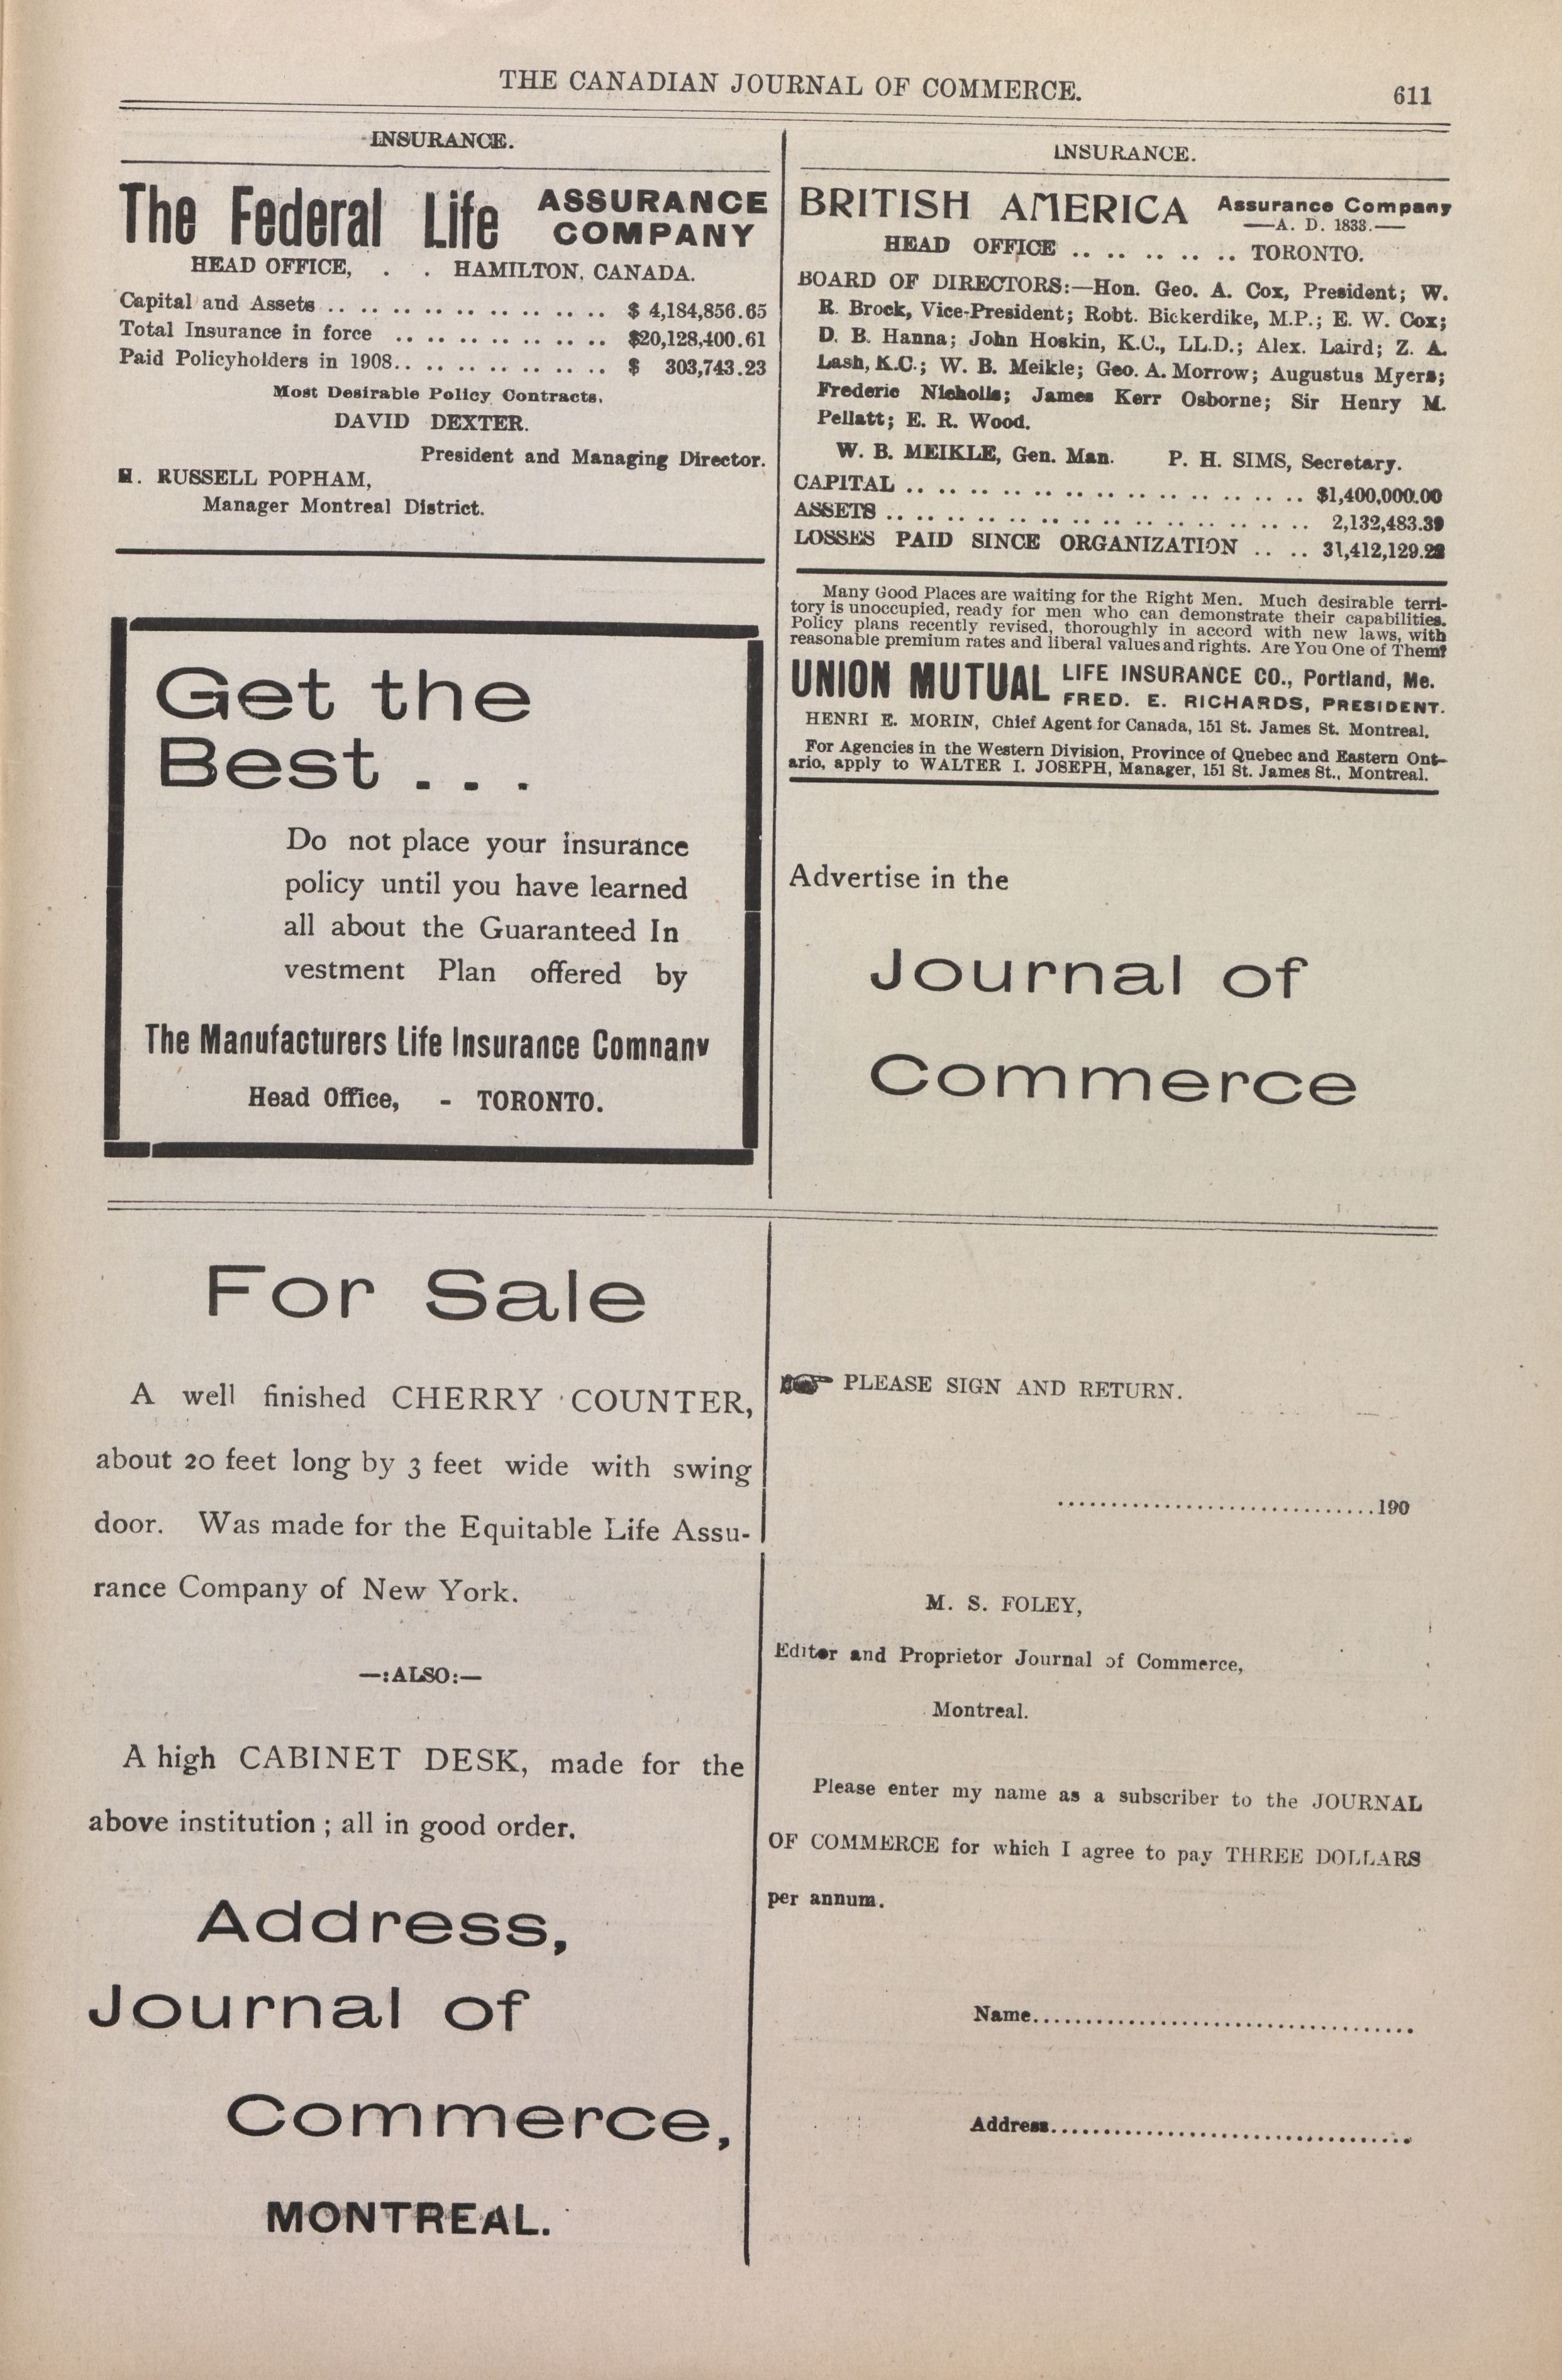 THE CANADIAN JOURNAL OF COMMERCE.
611
INSURANCE.
The Federal Life ASSURANCE
COMPANY
HEAD OFFICE, . . HAMILTON, CANADA.
Capital and Assets .. .. .. .. .. .. .. .. .. $ 4,184,856.65
Total Insurance in force .. .. .. .. .. .. .. $20,128,400.61
Paid Policyholders in 1908.. .. .. .. .. .. .. $ 303,743.23
Most Desirable Policy Contracts.
DAVID DEXTER.
President and Managing Director.
H. RUSSELL POPHAM,
Manager Montreal District.
Get the
Best . . .
Do not place your insurance
policy until you have learned
all about the Guaranteed In
vestment Plan offered by
The Manufacturers Life Insurance Company
Head Office, - TORONTO.
INSURANCE.
BRITISH AMERICA Assurance Company
—A. D. 1833.—
HEAD OFFICE .. .. .. .. .. TORONTO.
BOARD OF DIRECTORS:—Hon. Geo. A. Cox, President; W.
R. Brock, Vice-President; Robt. Bickerdike, M.P.; E. W. Cox;
D. B. Hanna; John Hoskin, K.C., LL.D.; Alex. Laird; Z. A.
Lash, K.C.; W. B. Meikle; Geo. A. Morrow; Augustus Myers;
Frederic Nicholls; James Kerr Osborne; Sir Henry M.
Pellatt; E. R. Wood.
W. B. MEIKLE, Gen. Man. P. H. SIMS, Secretary.
CAPITAL .. .. .. .. .. .. .. .. .. .. .. .. .. $1,400,000.00
ASSETS .. .. .. .. .. .. .. .. .. .. .. .. .. .. 2,132,483.39
LOSSES PAID SINCE ORGANIZATION .. .. 31,412,129.22
Many Good Places are waiting for the Right Men. Much desirable terri-
tory is unoccupied, ready for men who can demonstrate their capabilities.
Policy plans recently revised, thoroughly in accord with new laws, with
reasonable premium rates and liberal values and rights. Are You One of Them?
UNION MUTUAL LIFE INSURANCE CO., Portland, Me.
FRED. E. RICHARDS, PRESIDENT.
HENRI E. MORIN, Chief Agent for Canada, 151 St. James St. Montreal.
For Agencies in the Western Division, Province of Quebec and Eastern Ont-
ario, apply to WALTER I. JOSEPH, Manager, 151 St. James St., Montreal.
Advertise in the
Journal of
Commerce
For Sale
A well finished CHERRY COUNTER,
about 20 feet long by 3 feet wide with swing
door. Was made for the Equitable Life Assu-
rance Company of New York.
—:ALSO:—
A high CABINET DESK, made for the
above institution ; all in good order.
Address,
Journal of
Commerce,
MONTREAL.
☛ PLEASE SIGN AND RETURN.
...............................190
M. S. FOLEY,
Editor and Proprietor Journal of Commerce,
Montreal.
Please enter my name as a subscriber to the JOURNAL
OF COMMERCE for which I agree to pay THREE DOLLARS
per annum.
Name....................................
Address..................................